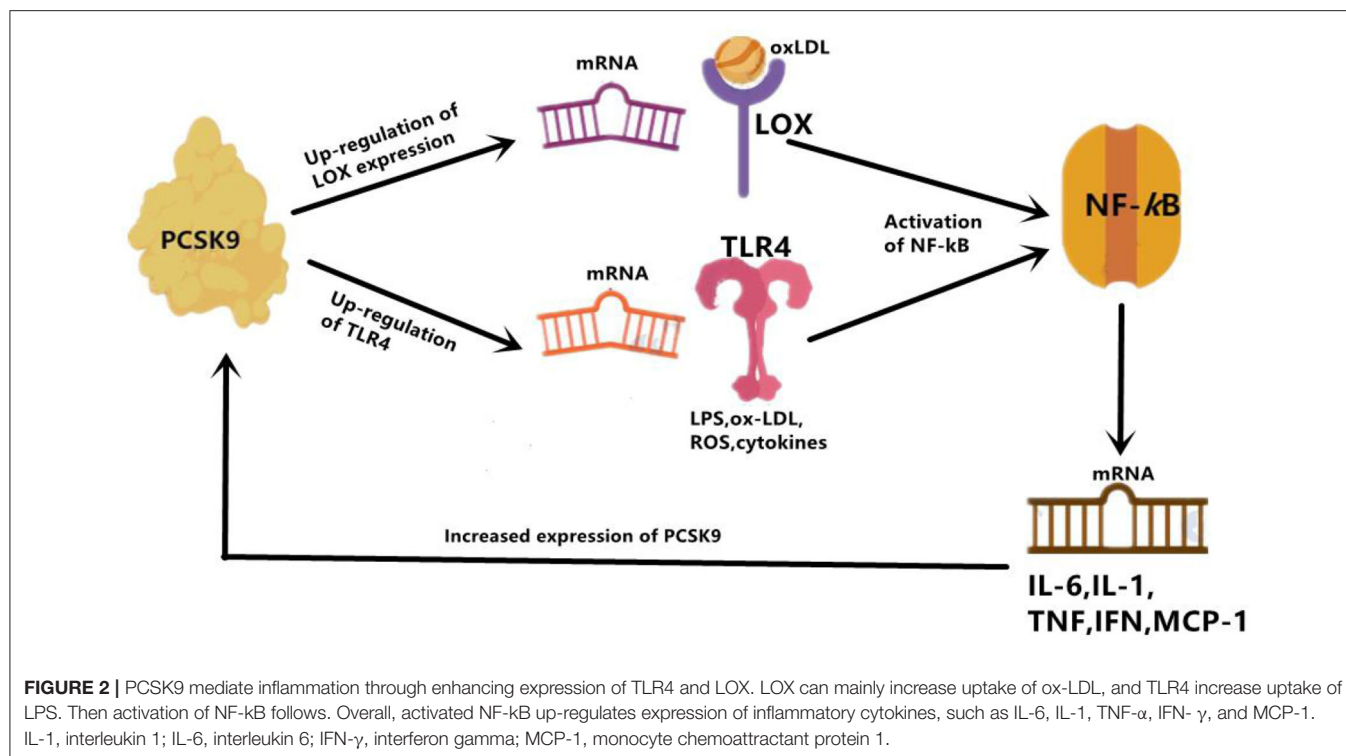 oxLDL
mRNA
LOX
Up-regulation of
LOX expression
PCSK9
NF-kB
Activation
of NF-kB
TLR4
mRNA
Up-regulation
of TLR4
LPS,ox-LDL,
ROS,cytokines
mRNA
Increased expression of PCSK9
IL-6,IL-1,
TNF,IFN,MCP-1
FIGURE 2 | PCSK9 mediate inflammation through enhancing expression of TLR4 and LOX. LOX can mainly increase uptake of ox-LDL, and TLR4 increase uptake of
LPS. Then activation of NF-kB follows. Overall, activated NF-kB up-regulates expression of inflammatory cytokines, such as IL-6, IL-1, TNF-α, IFN- γ, and MCP-1.
IL-1, interleukin 1; IL-6, interleukin 6; IFN-γ, interferon gamma; MCP-1, monocyte chemoattractant protein 1.